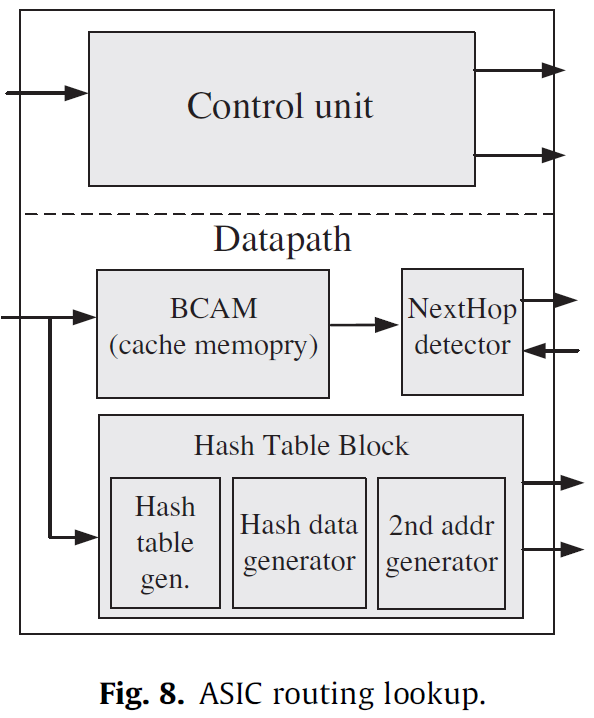 Control unit
Datapath
BCAM
(cache memopry)
NextHop
detector
Hash Table Block
Hash
table
gen.
Hash data
generator
2nd addr
generator
Fig. 8. ASIC routing lookup.